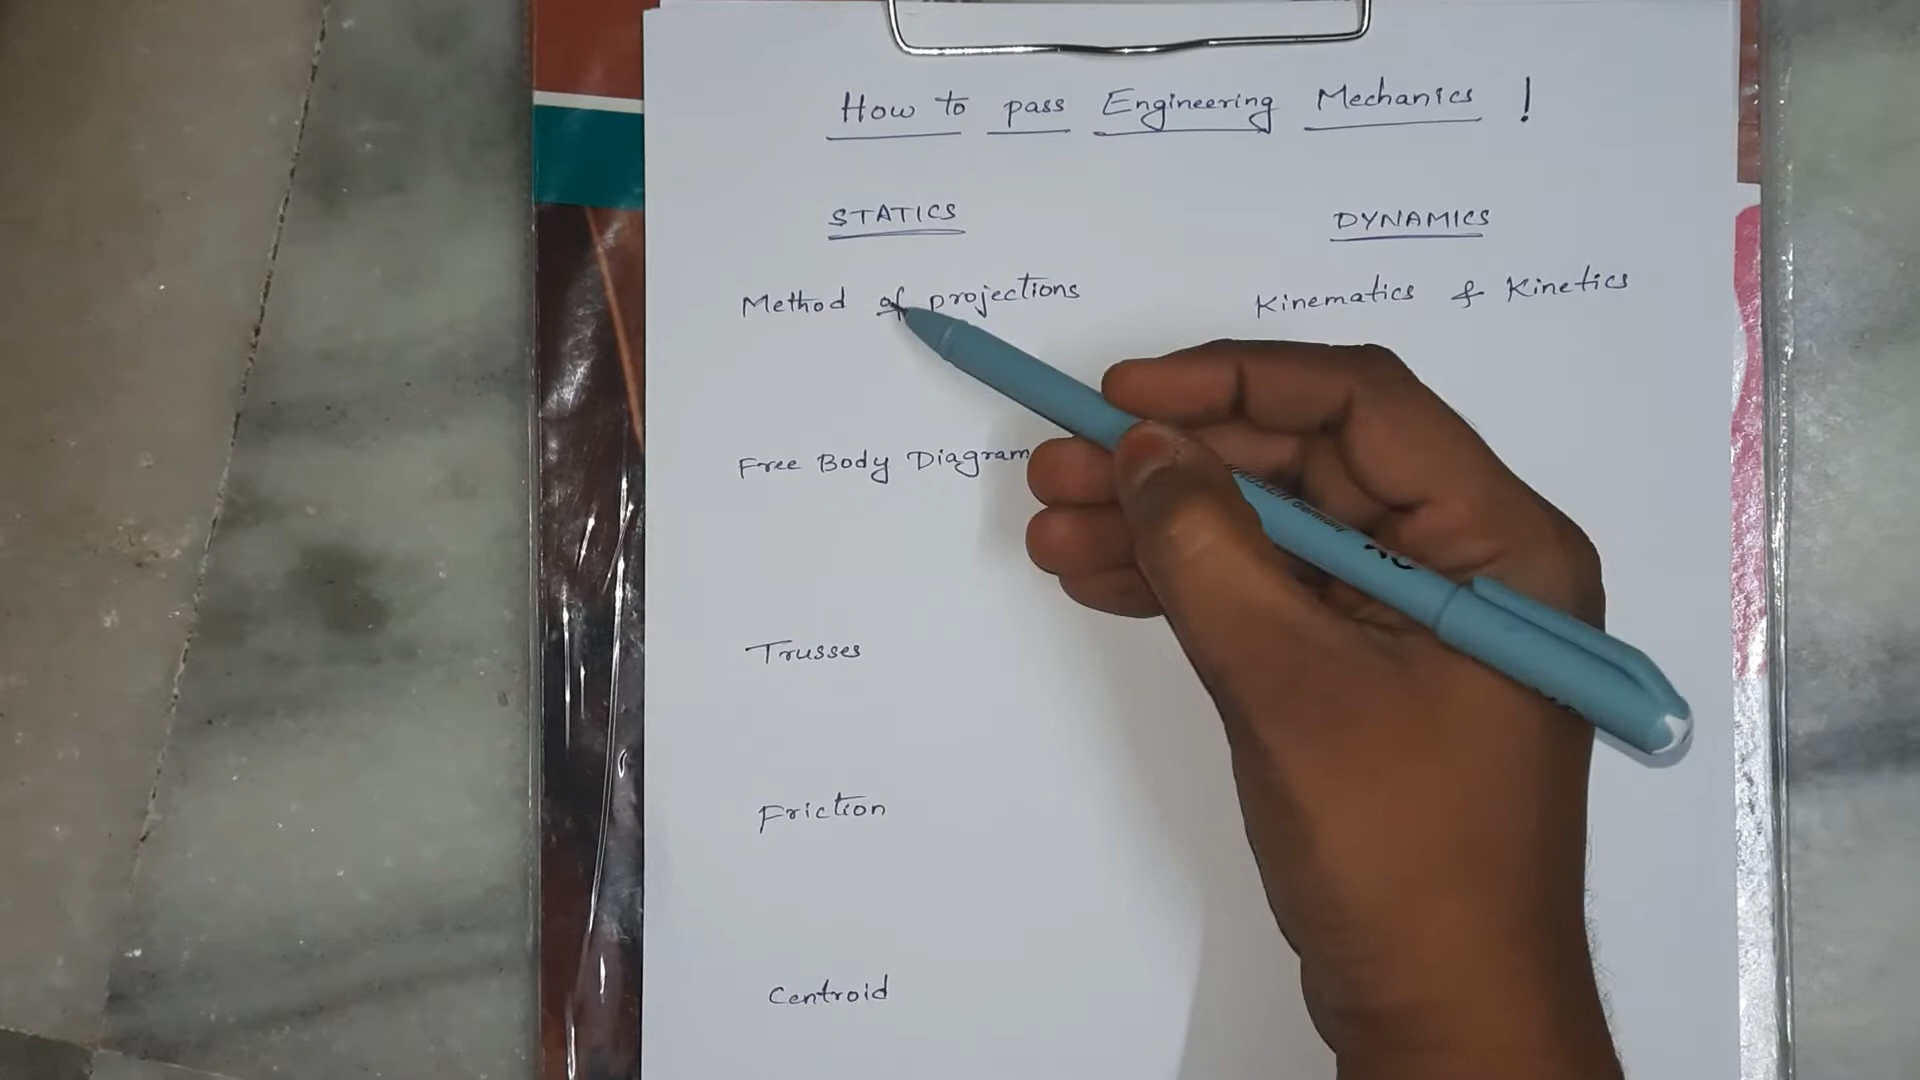 How to pass Engineering Mechanics !
STATICS
DYNAMICS
Method of projections
Kinematics & Kinetics
Free Body Diagram
Trusses
Friction
Centroid